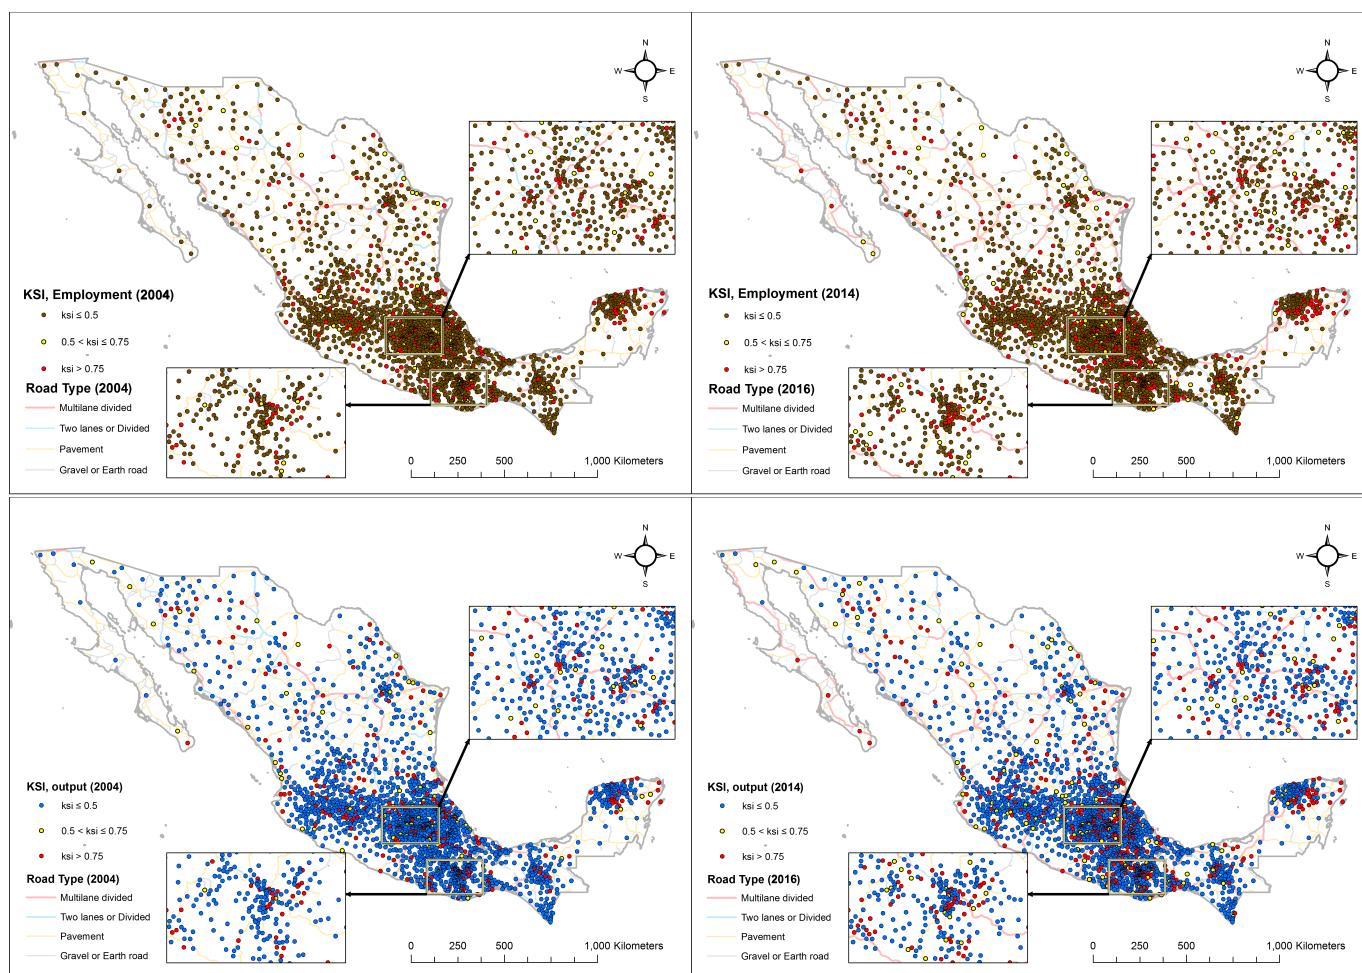 N
W E
S
KSI, Employment (2004)
ksi ≤ 0.5
0.5 < ksi ≤ 0.75
ksi > 0.75
Road Type (2004)
Multilane divided
Two lanes or Divided
Pavement
Gravel or Earth road
0 250 500 1,000 Kilometers
N
W E
S
KSI, Employment (2014)
ksi ≤ 0.5
0.5 < ksi ≤ 0.75
ksi > 0.75
Road Type (2016)
Multilane divided
Two lanes or Divided
Pavement
Gravel or Earth road
0 250 500 1,000 Kilometers
N
W E
S
KSI, output (2004)
ksi ≤ 0.5
0.5 < ksi ≤ 0.75
ksi > 0.75
Road Type (2004)
Multilane divided
Two lanes or Divided
Pavement
Gravel or Earth road
0 250 500 1,000 Kilometers
N
W E
S
KSI, output (2014)
ksi ≤ 0.5
0.5 < ksi ≤ 0.75
ksi > 0.75
Road Type (2016)
Multilane divided
Two lanes or Divided
Pavement
Gravel or Earth road
0 250 500 1,000 Kilometers